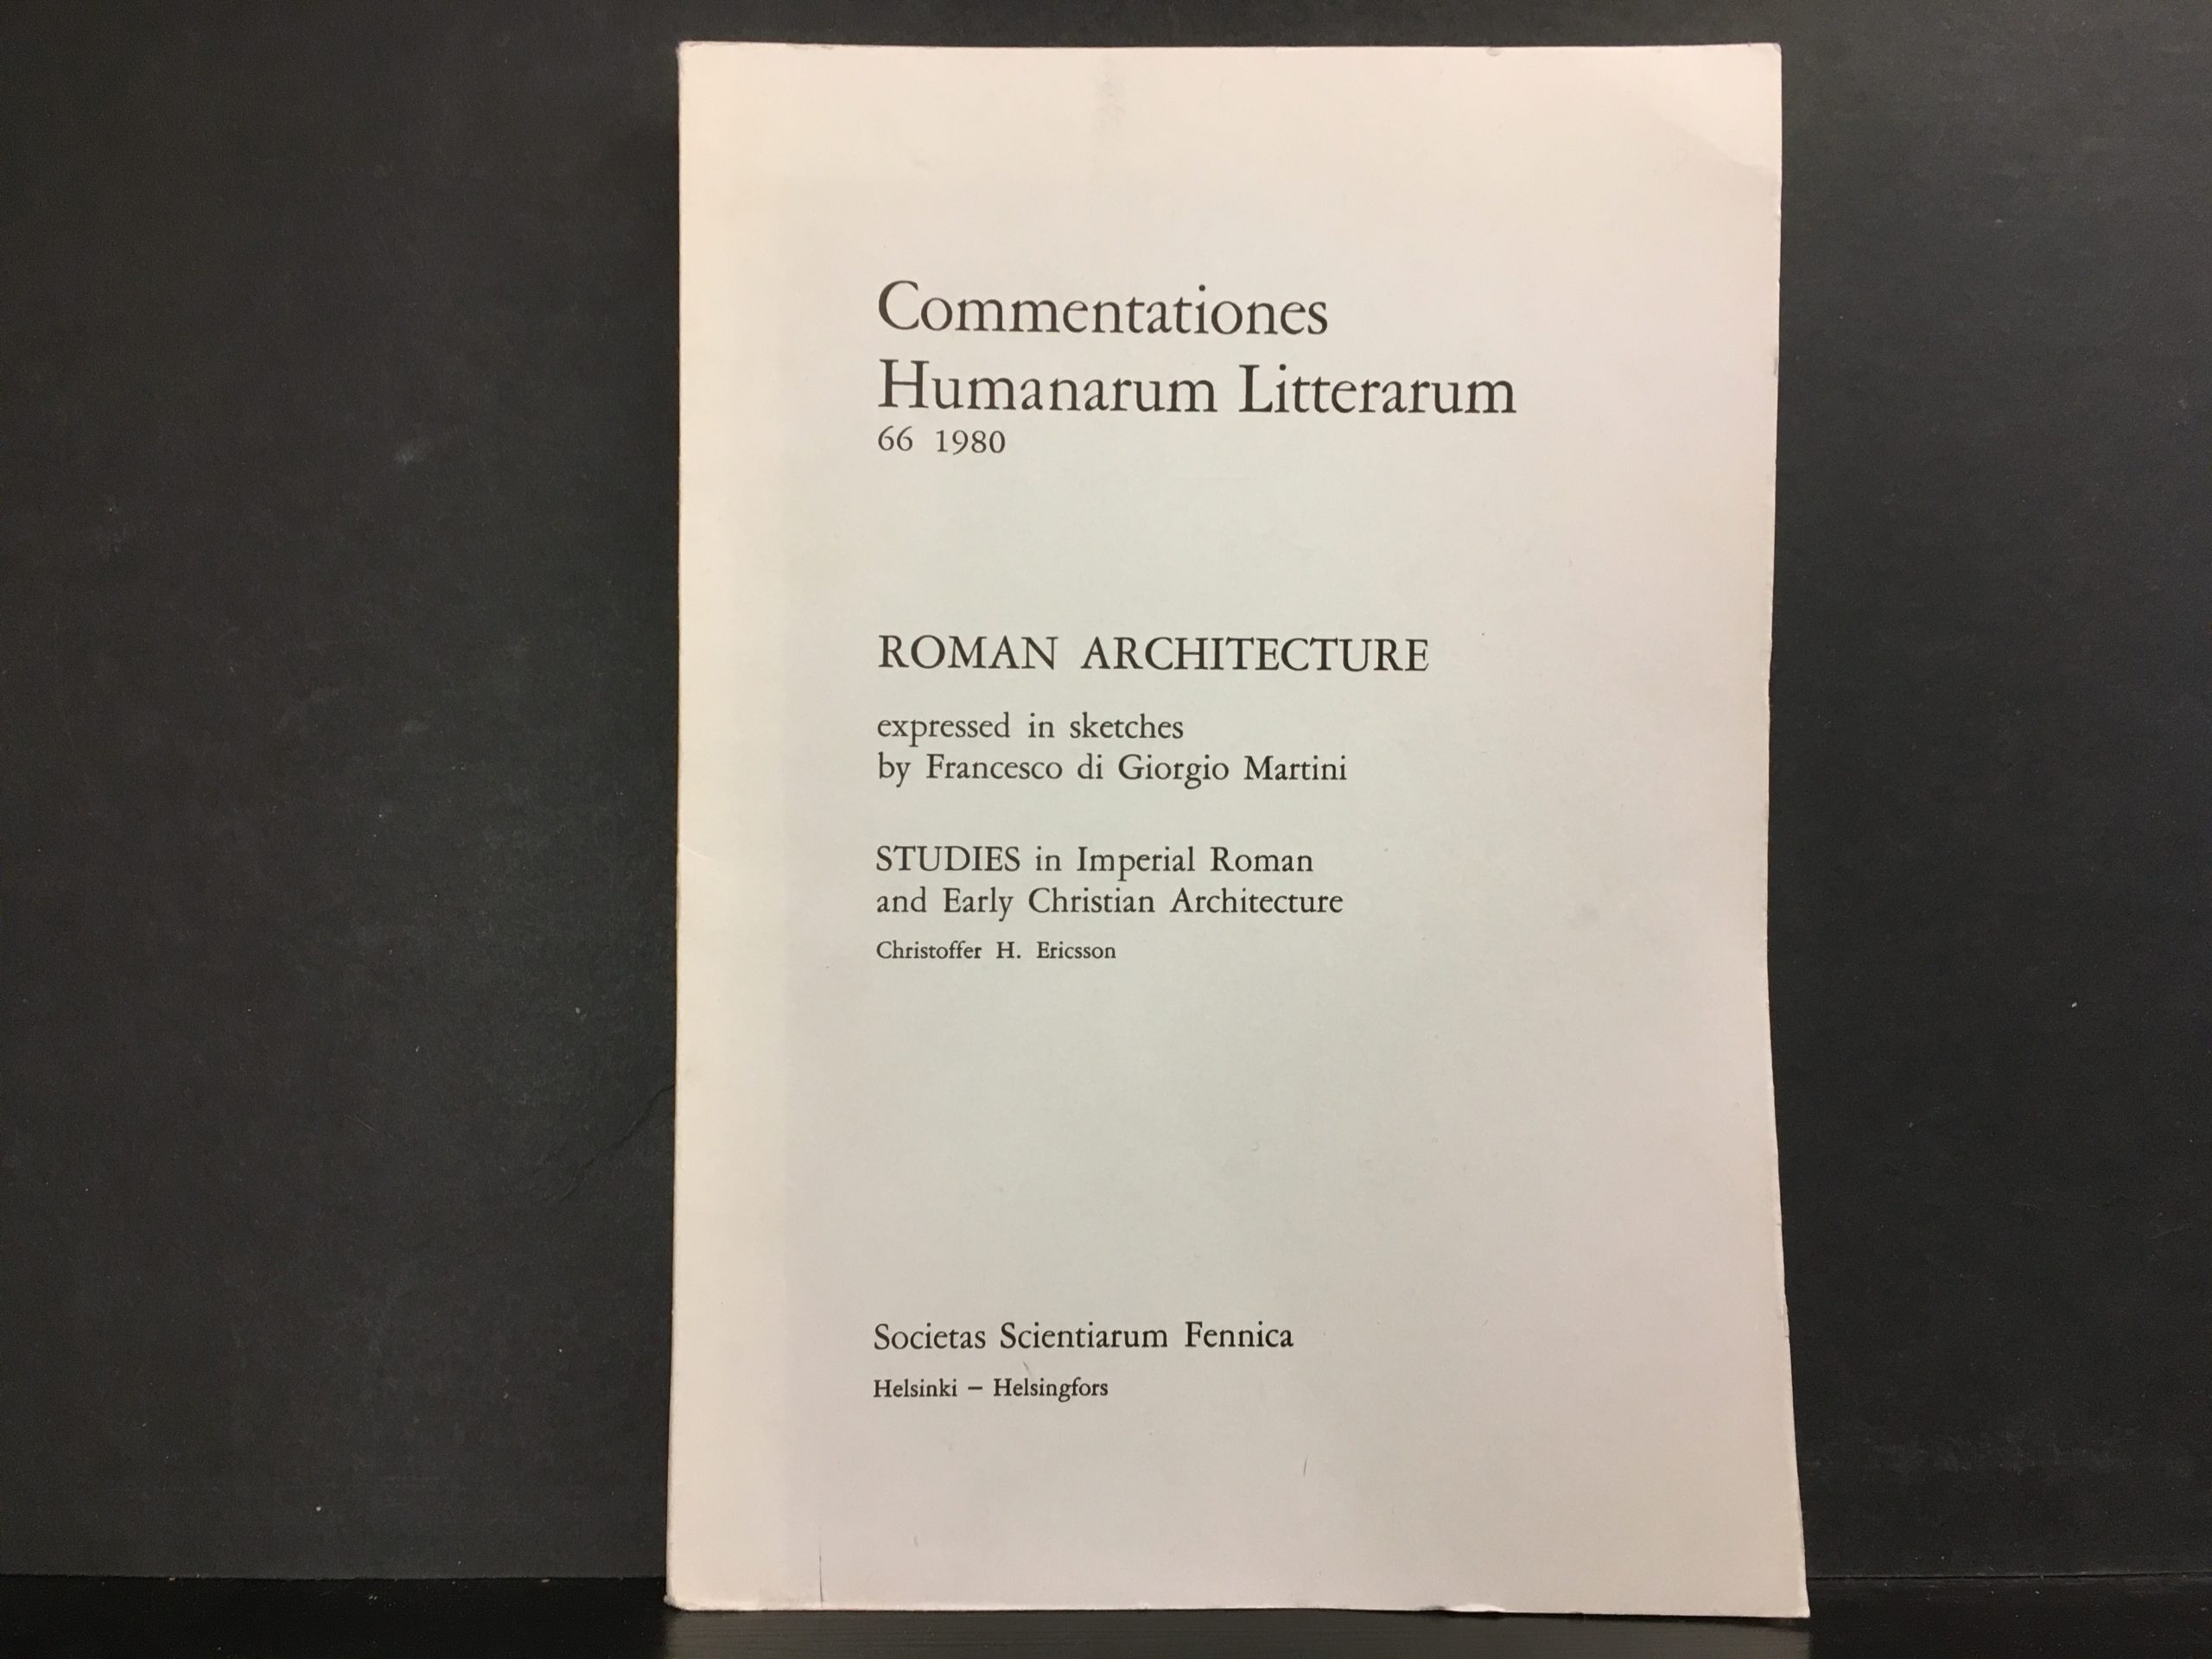 Commentationes
Humanarum Litterarum
66 1980
ROMAN ARCHITECTURE
expressed in sketches
by Francesco di Giorgio Martini
STUDIES in Imperial Roman
and Early Christian Architecture
Christoffer H. Ericsson
Societas Scientiarum Fennica
Helsinki – Helsingfors